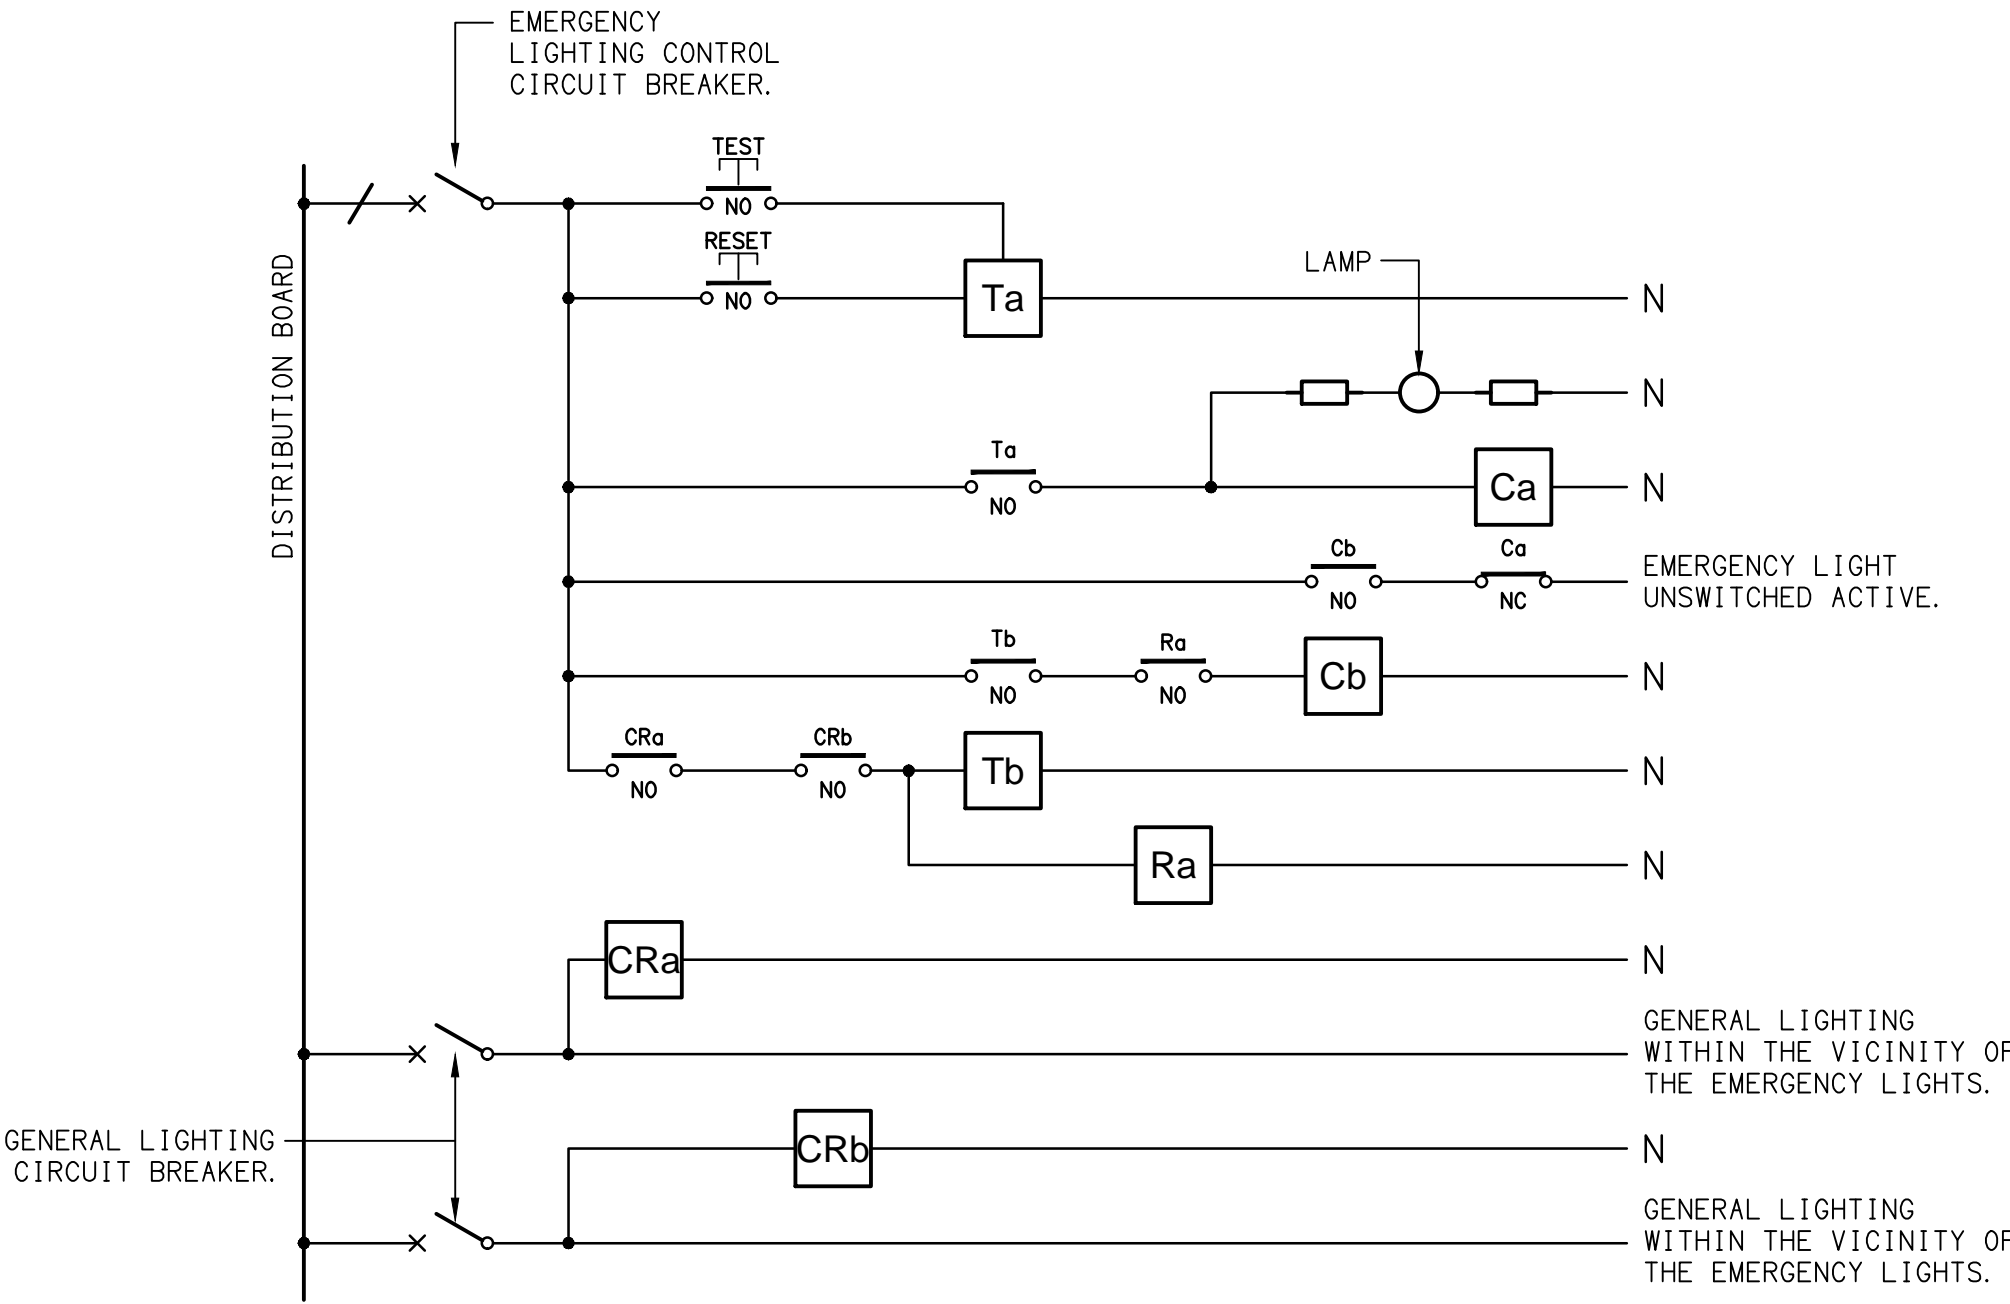 EMERGENCY
LIGHTING CONTROL
CIRCUIT BREAKER.
TEST
NO
RESET
NO
DISTRIBUTION BOARD
Ta
N
LAMP
N
Ta
NO
Ca
N
Cb
NO
Ca
NC
EMERGENCY LIGHT
UNSWITCHED ACTIVE.
Tb
NO
Ra
NO
Cb
N
CRa
NO
CRb
NO
Tb
N
Ra
N
CRa
N
GENERAL LIGHTING
WITHIN THE VICINITY OF
THE EMERGENCY LIGHTS.
GENERAL LIGHTING
CIRCUIT BREAKER.
CRb
N
GENERAL LIGHTING
WITHIN THE VICINITY OF
THE EMERGENCY LIGHTS.